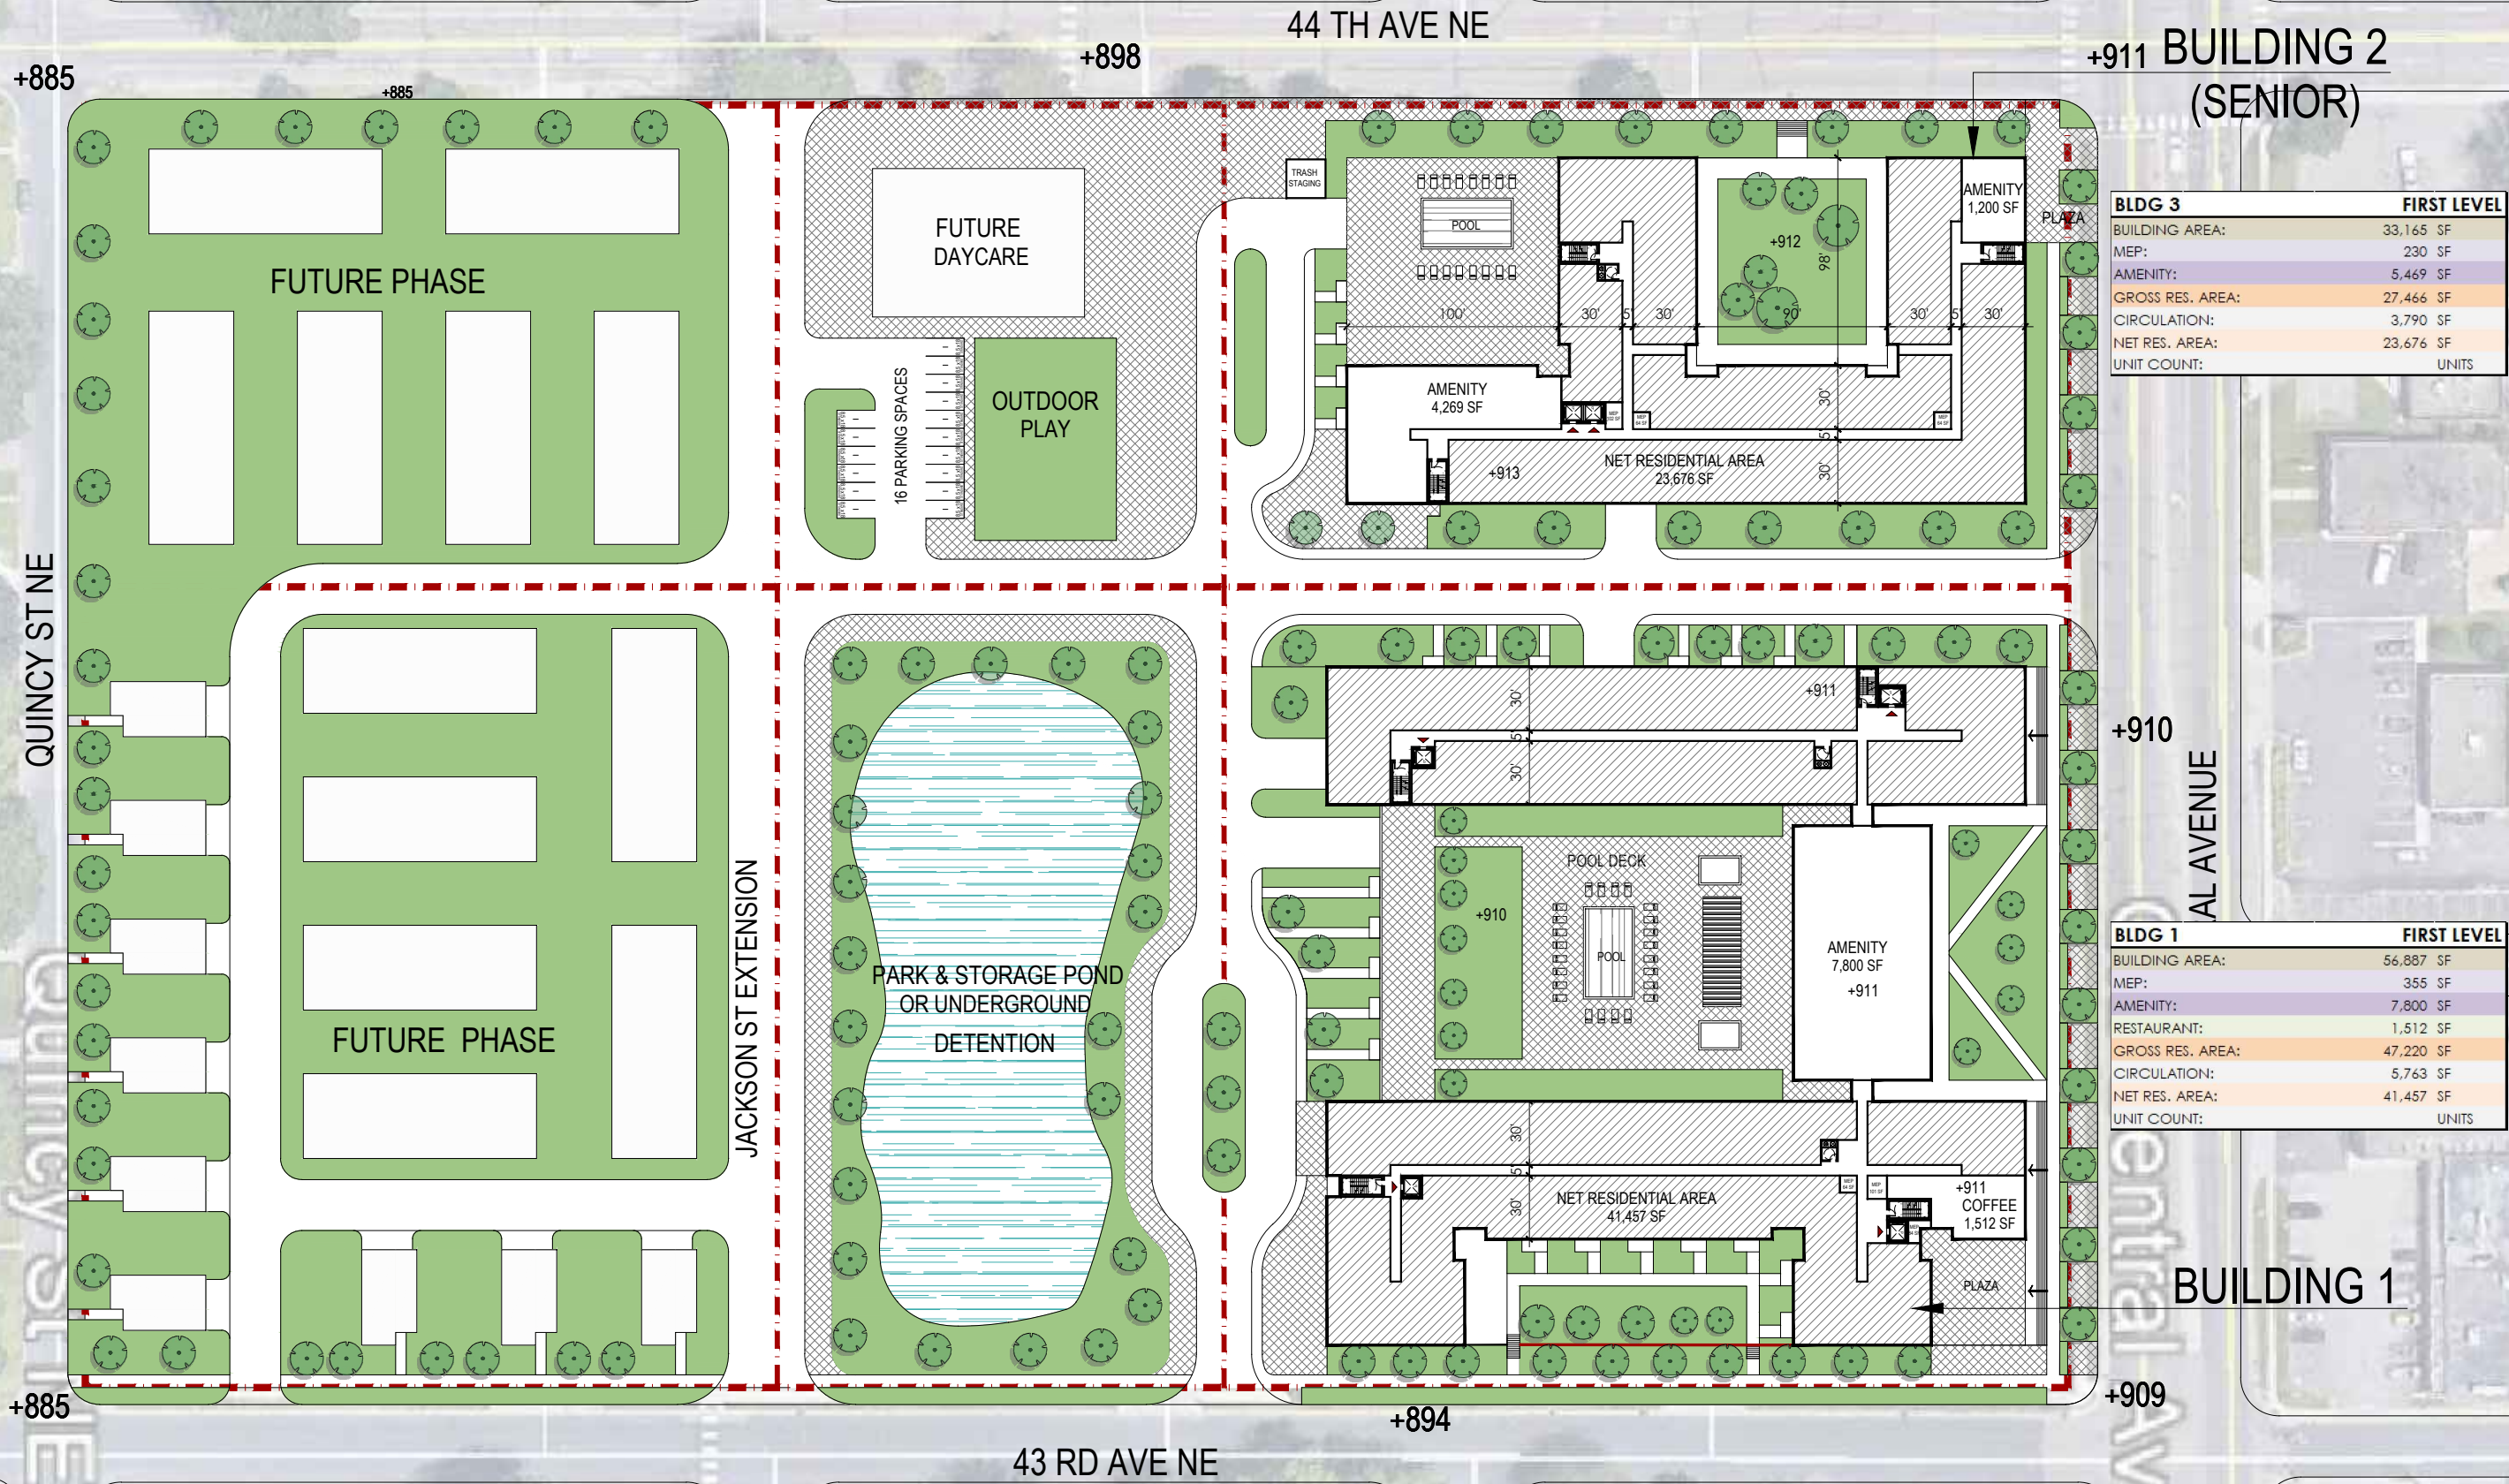 44 TH AVE NE
+898
+885
+885
+911 BUILDING 2
(SENIOR)
TRASH
STAGING
POOL
AMENITY
1,200 SF
PLAZA
+912
98'
FUTURE
DAYCARE
FUTURE PHASE
100'
30'
5'
30'
90'
30'
5'
30'
BLDG 3 FIRST LEVEL
BUILDING AREA: 33,165 SF
MEP: 230 SF
AMENITY: 5,469 SF
GROSS RES. AREA: 27,466 SF
CIRCULATION: 3,790 SF
NET RES. AREA: 23,676 SF
UNIT COUNT: UNITS
16 PARKING SPACES
OUTDOOR
PLAY
AMENITY
4,269 SF
30'
5'
30'
+913
NET RESIDENTIAL AREA
23,676 SF
QUINCY ST NE
30'
5'
30'
+911
+910
AL AVENUE
POOL DECK
+910
POOL
AMENITY
7,800 SF
+911
JACKSON ST EXTENSION
PARK & STORAGE POND
OR UNDERGROUND
DETENTION
FUTURE PHASE
BLDG 1 FIRST LEVEL
BUILDING AREA: 56,887 SF
MEP: 355 SF
AMENITY: 7,800 SF
RESTAURANT: 1,512 SF
GROSS RES. AREA: 47,220 SF
CIRCULATION: 5,763 SF
NET RES. AREA: 41,457 SF
UNIT COUNT: UNITS
30'
5'
30'
NET RESIDENTIAL AREA
41,457 SF
+911
COFFEE
1,512 SF
PLAZA
BUILDING 1
Quincy St NE
Central Av
+885
+894
+909
43 RD AVE NE